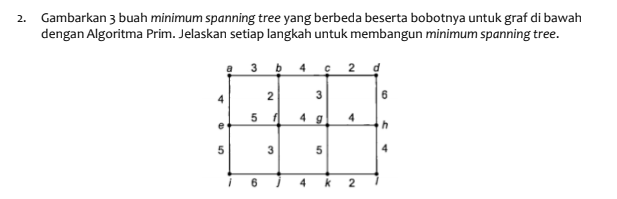 2. Gambarkan 3 buah minimum spanning tree yang berbeda beserta bobotnya untuk graf di bawah
dengan Algoritma Prim. Jelaskan setiap langkah untuk membangun minimum spanning tree.
a 3 b 4 c 2 d
4 2 3 6
e 5 f 4 g 4 h
5 3 5 4
i 6 j 4 k 2 l